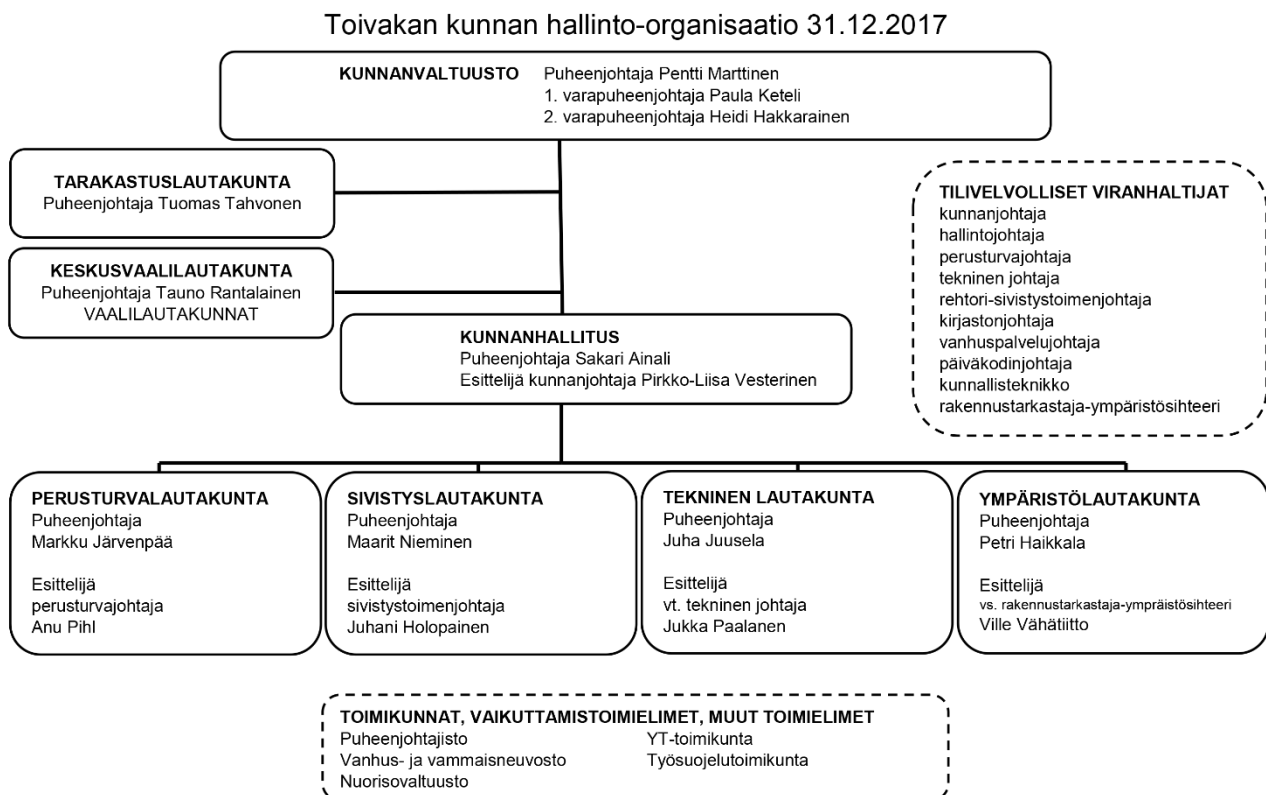 Toivakan kunnan hallinto-organisaatio 31.12.2017
KUNNANVALTUUSTO Puheenjohtaja Pentti Marttinen
1. varapuheenjohtaja Paula Keteli
2. varapuheenjohtaja Heidi Hakkarainen
TARAKASTUSLAUTAKUNTA
Puheenjohtaja Tuomas Tahvonen
KESKUSVAALILAUTAKUNTA
Puheenjohtaja Tauno Rantalainen
VAALILAUTAKUNNAT
TILIVELVOLLISET VIRANHALTIJAT
kunnanjohtaja
hallintojohtaja
perusturvajohtaja
tekninen johtaja
rehtori-sivistystoimenjohtaja
kirjastonjohtaja
vanhuspalvelujohtaja
päiväkodinjohtaja
kunnallisteknikko
rakennustarkastaja-ympäristösihteeri
KUNNANHALLITUS
Puheenjohtaja Sakari Ainali
Esittelijä kunnanjohtaja Pirkko-Liisa Vesterinen
PERUSTURVALAUTAKUNTA
Puheenjohtaja
Markku Järvenpää
Esittelijä
perusturvajohtaja
Anu Pihl
SIVISTYSLAUTAKUNTA
Puheenjohtaja
Maarit Nieminen
Esittelijä
sivistystoimenjohtaja
Juhani Holopainen
TEKNINEN LAUTAKUNTA
Puheenjohtaja
Juha Juusela
Esittelijä
vt. tekninen johtaja
Jukka Paalanen
YMPÄRISTÖLAUTAKUNTA
Puheenjohtaja
Petri Haikkala
Esittelijä
vs. rakennustarkastaja-ympräistösihteeri
Ville Vähätiitto
TOIMIKUNNAT, VAIKUTTAMISTOIMIELIMET, MUUT TOIMIELIMET
Puheenjohtajisto YT-toimikunta
Vanhus- ja vammaisneuvosto Työsuojelutoimikunta
Nuorisovaltuusto